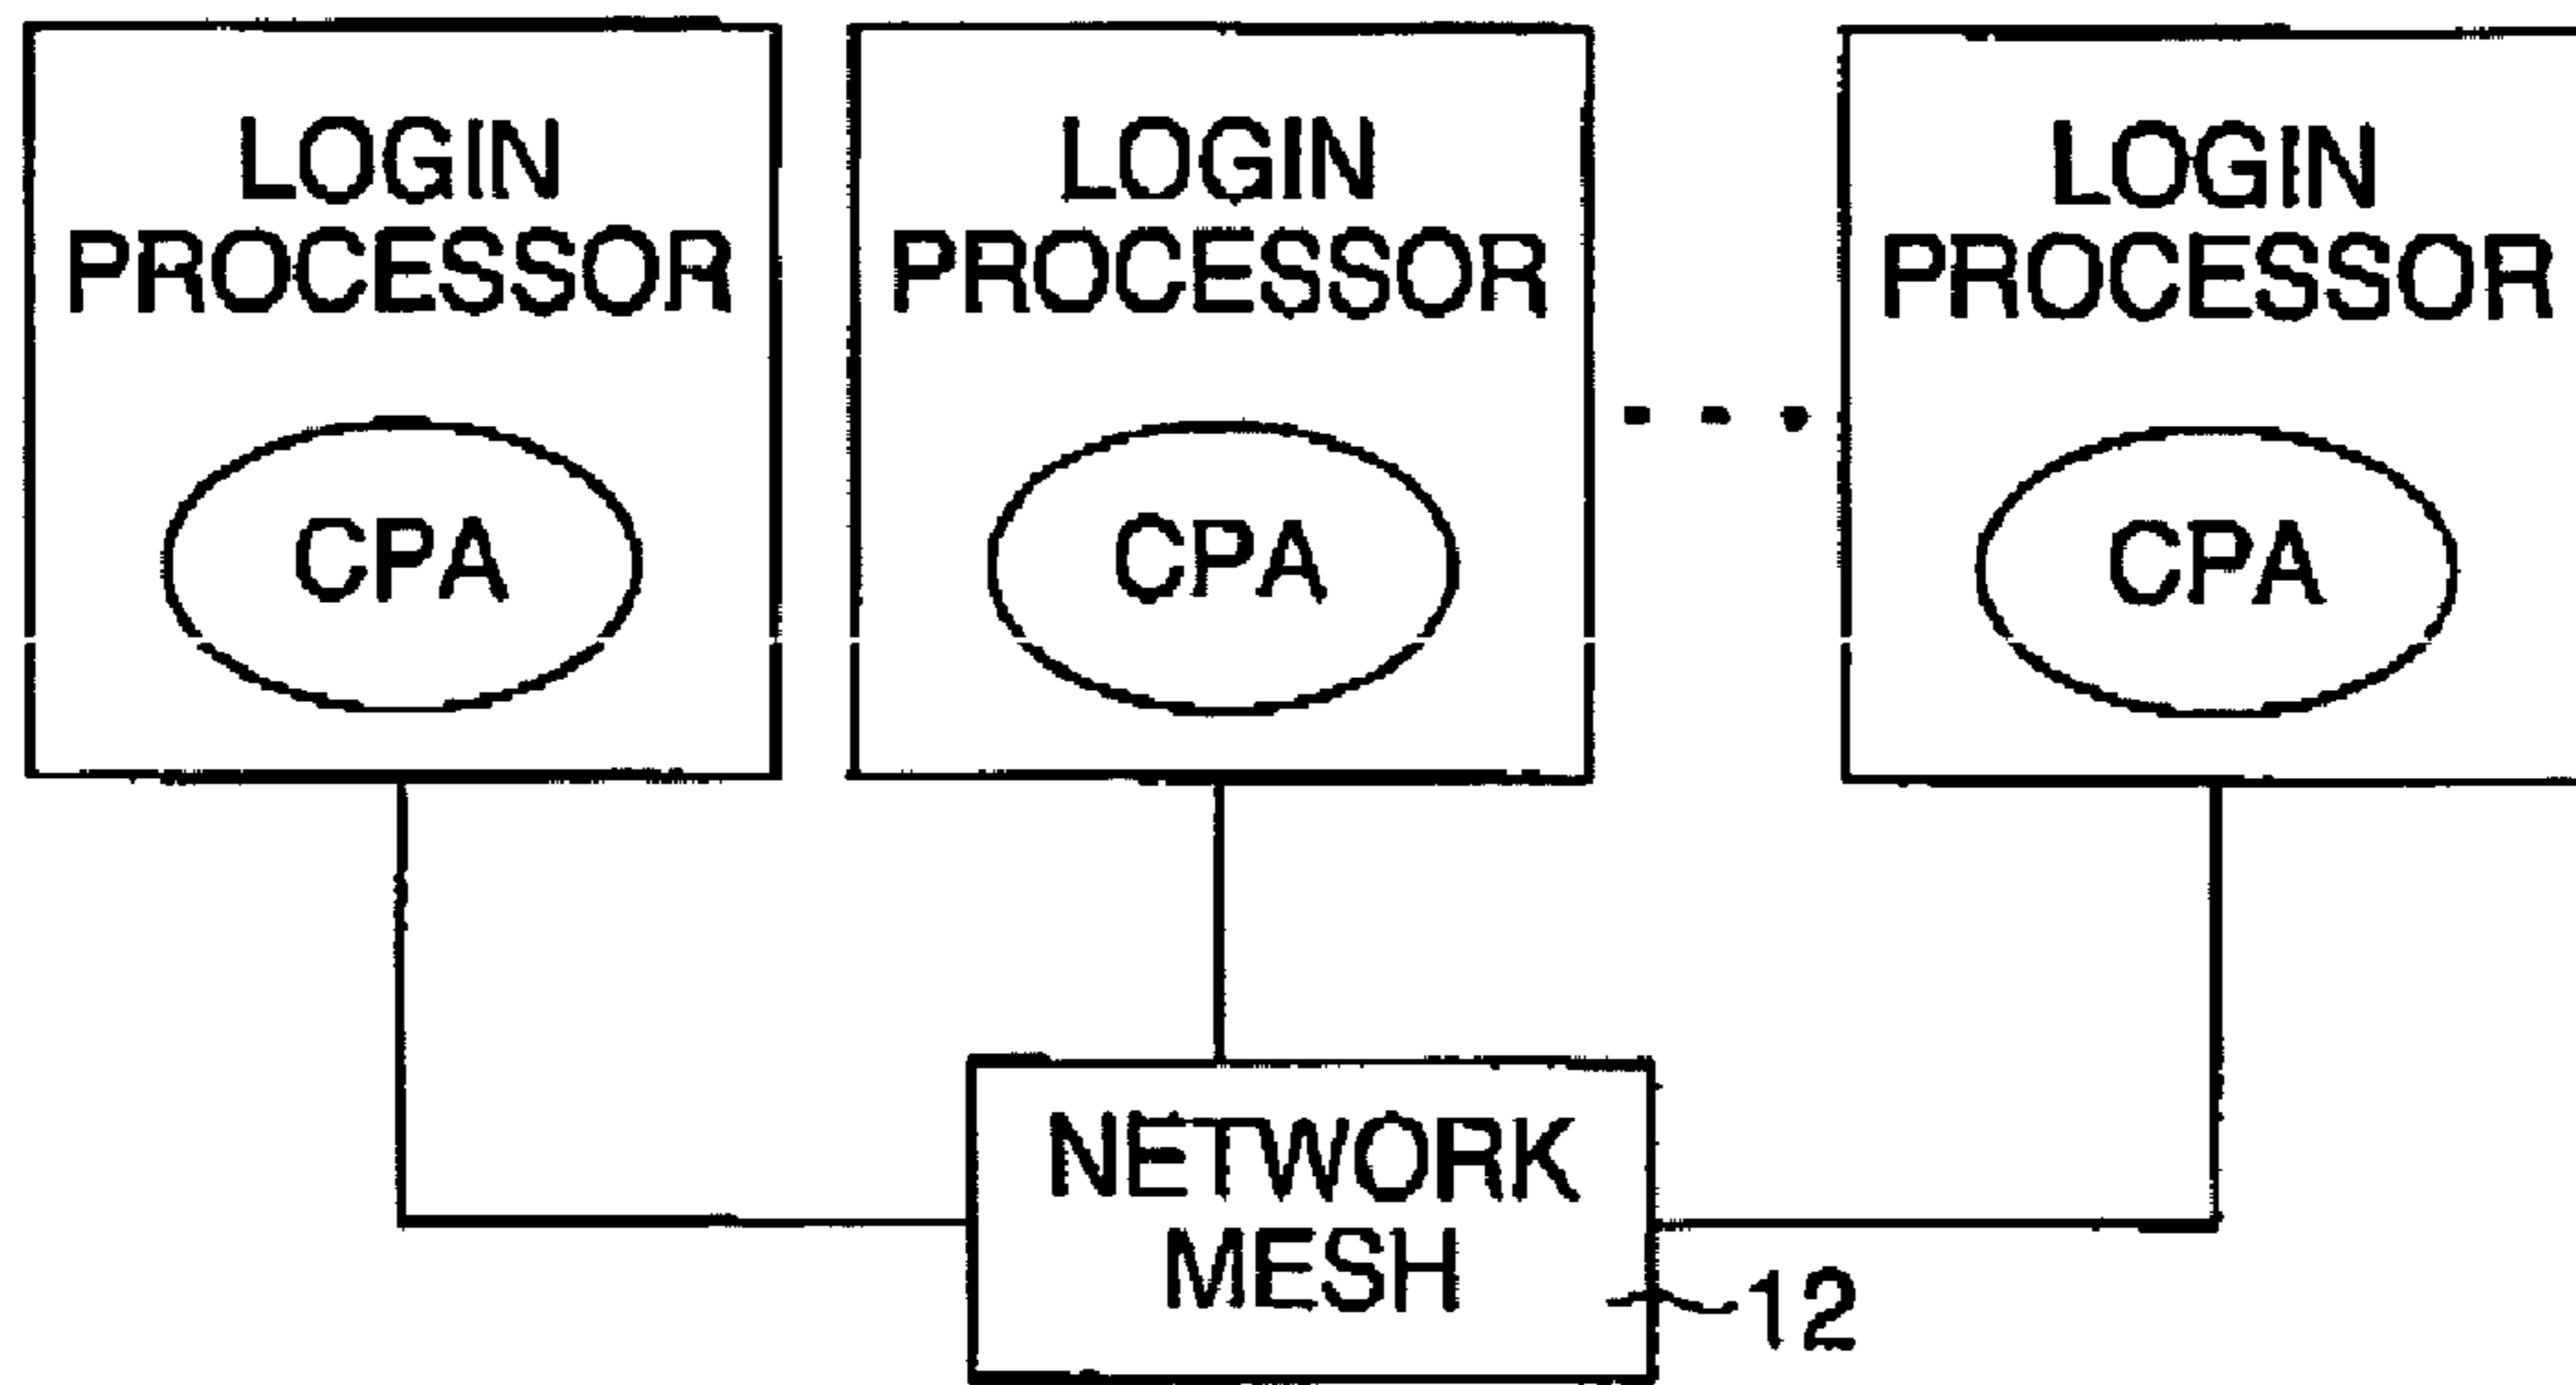 LOGIN
PROCESSOR
CPA
LOGIN
PROCESSOR
CPA
LOGIN
PROCESSOR
CPA
NETWORK
MESH
12